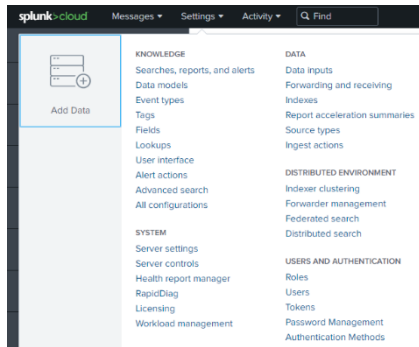 splunk>cloud Messages ▾ Settings ▾ Activity ▾ Find
Add Data
KNOWLEDGE
Searches, reports, and alerts
Data models
Event types
Tags
Fields
Lookups
User interface
Alert actions
Advanced search
All configurations
SYSTEM
Server settings
Server controls
Health report manager
RapidDiag
Licensing
Workload management
DATA
Data inputs
Forwarding and receiving
Indexes
Report acceleration summaries
Source types
Ingest actions
DISTRIBUTED ENVIRONMENT
Indexer clustering
Forwarder management
Federated search
Distributed search
USERS AND AUTHENTICATION
Roles
Users
Tokens
Password Management
Authentication Methods